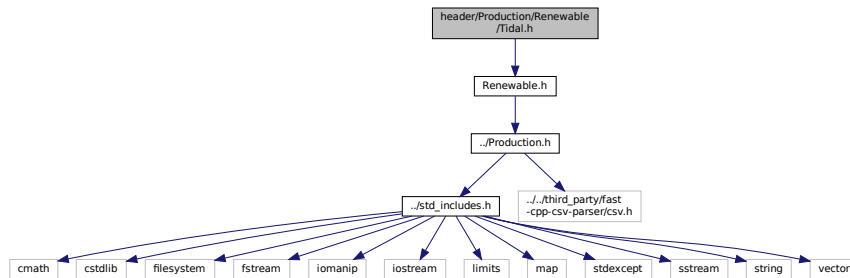 header/Production/Renewable
/Tidal.h
Renewable.h
../Production.h
../std_includes.h
../../third_party/fast
-cpp-csv-parser/csv.h
cmath
cstdlib
filesystem
fstream
iomanip
iostream
limits
map
stdexcept
sstream
string
vector